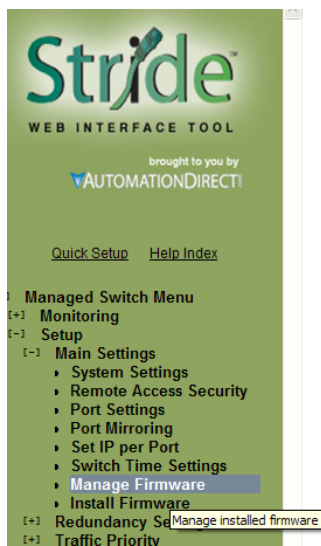 Stride™
WEB INTERFACE TOOL
brought to you by
AUTOMATIONDIRECT
Quick Setup Help Index
Managed Switch Menu
[+] Monitoring
[-] Setup
[-] Main Settings
System Settings
Remote Access Security
Port Settings
Port Mirroring
Set IP per Port
Switch Time Settings
Manage Firmware
Install Firmware
[+] Redundancy Se
Manage installed firmware
[+] Traffic Priority